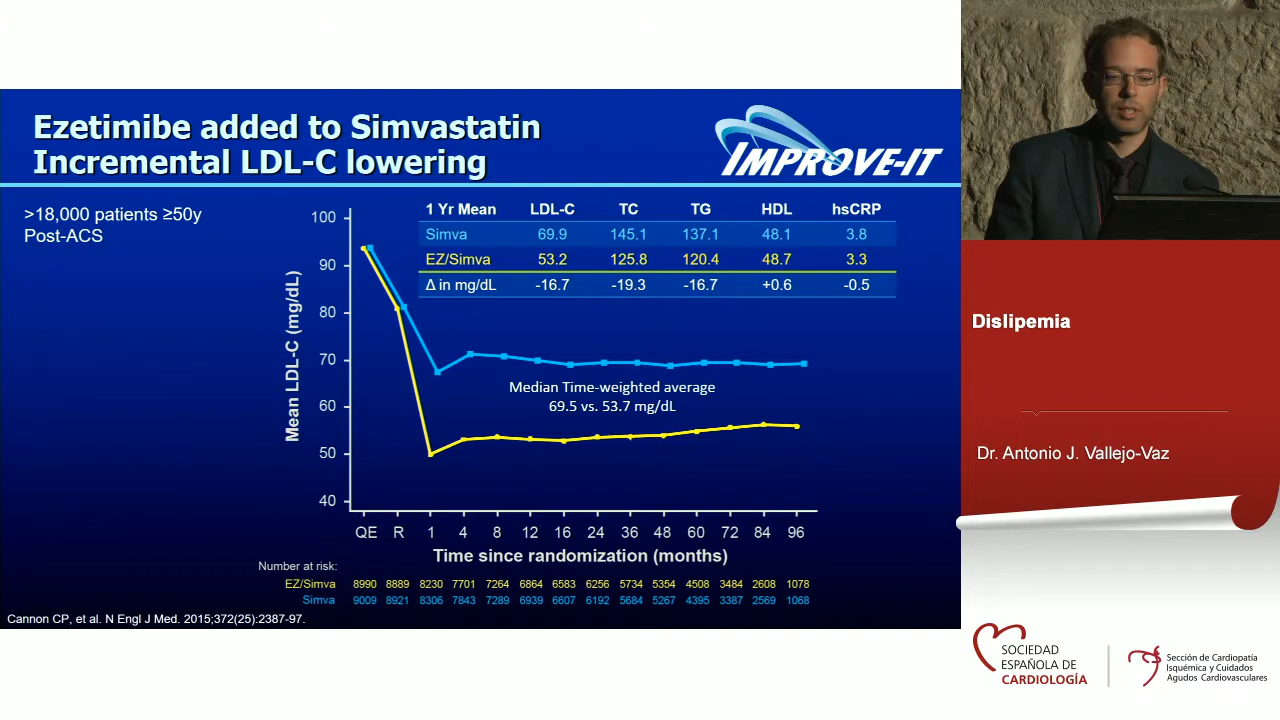 Ezetimibe added to Simvastatin
Incremental LDL-C lowering
IMPROVE-IT
>18,000 patients ≥50y
Post-ACS
1 Yr Mean LDL-C TC TG HDL hsCRP
Simva 69.9 145.1 137.1 48.1 3.8
EZ/Simva 53.2 125.8 120.4 48.7 3.3
Δ in mg/dL -16.7 -19.3 -16.7 +0.6 -0.5
Mean LDL-C (mg/dL)
100
90
80
70
60
50
40
Median Time-weighted average
69.5 vs. 53.7 mg/dL
QE R 1 4 8 12 16 24 36 48 60 72 84 96
Time since randomization (months)
Number at risk:
EZ/Simva 8990 8889 8230 7701 7264 6864 6583 6256 5734 5354 4508 3484 2608 1078
Simva 9009 8921 8306 7843 7289 6939 6607 6192 5684 5267 4395 3387 2569 1068
Cannon CP, et al. N Engl J Med. 2015;372(25):2387-97.
Dislipemia
Dr. Antonio J. Vallejo-Vaz
SOCIEDAD
ESPAÑOLA DE
CARDIOLOGÍA
Sección de Cardiopatía
Isquémica y Cuidados
Agudos Cardiovasculares